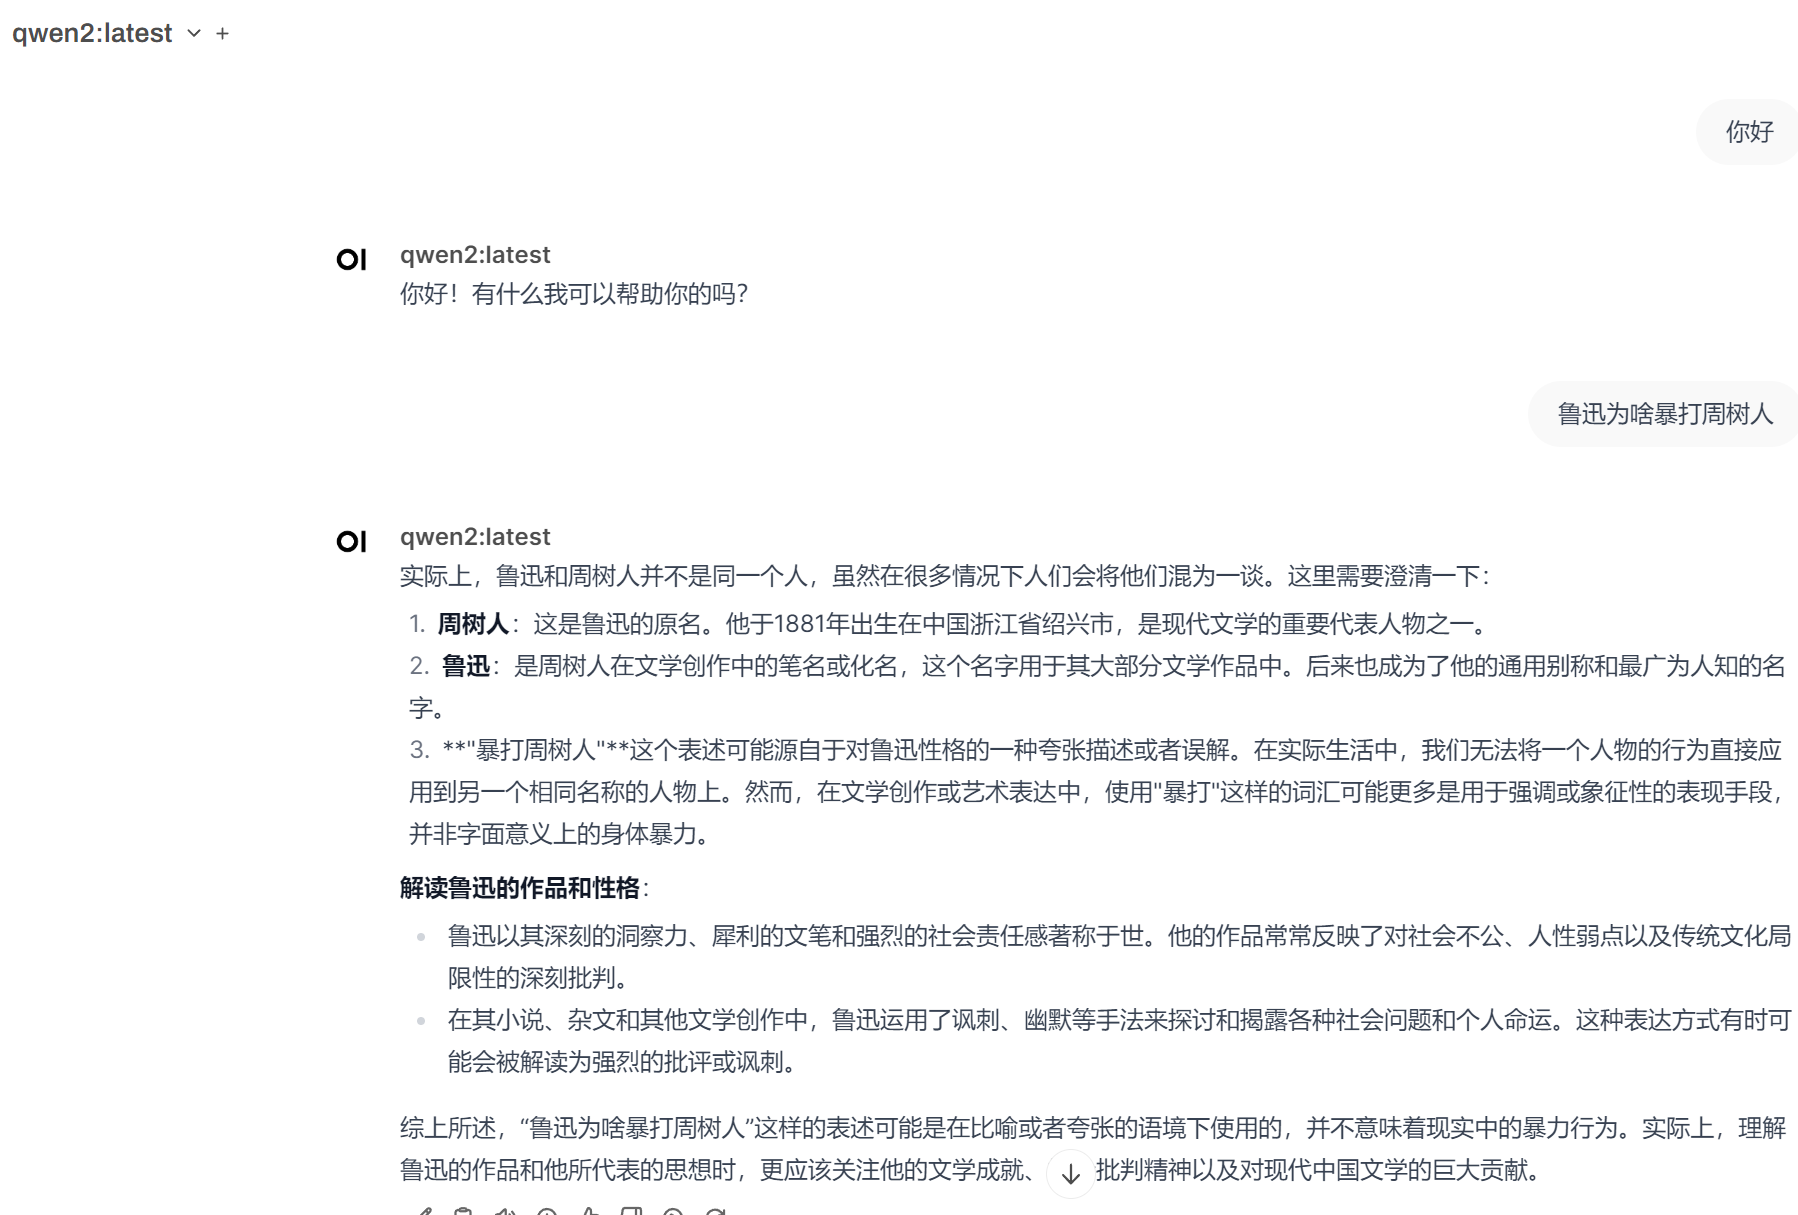 qwen2:latest
你好
OI qwen2:latest
你好！有什么我可以帮助你的吗？
鲁迅为啥暴打周树人
OI qwen2:latest
实际上，鲁迅和周树人并不是同一个人，虽然在很多情况下人们会将他们混为一谈。这里需要澄清一下：
1. 周树人：这是鲁迅的原名。他于1881年出生在中国浙江省绍兴市，是现代文学的重要代表人物之一。
2. 鲁迅：是周树人在文学创作中的笔名或化名，这个名字用于其大部分文学作品中。后来也成为了他的通用别称和最广为人知的名
字。
3. **"暴打周树人"**这个表述可能源自于对鲁迅性格的一种夸张描述或者误解。在实际生活中，我们无法将一个人物的行为直接应
用到另一个相同名称的人物上。然而，在文学创作或艺术表达中，使用"暴打"这样的词汇可能更多是用于强调或象征性的表现手段，
并非字面意义上的身体暴力。
解读鲁迅的作品和性格：
• 鲁迅以其深刻的洞察力、犀利的文笔和强烈的社会责任感著称于世。他的作品常常反映了对社会不公、人性弱点以及传统文化局
限性的深刻批判。
• 在其小说、杂文和其他文学创作中，鲁迅运用了讽刺、幽默等手法来探讨和揭露各种社会问题和个人命运。这种表达方式有时可
能会被解读为强烈的批评或讽刺。
综上所述，“鲁迅为啥暴打周树人”这样的表述可能是在比喻或者夸张的语境下使用的，并不意味着现实中的暴力行为。实际上，理解
鲁迅的作品和他所代表的思想时，更应该关注他的文学成就、批判精神以及对现代中国文学的巨大贡献。